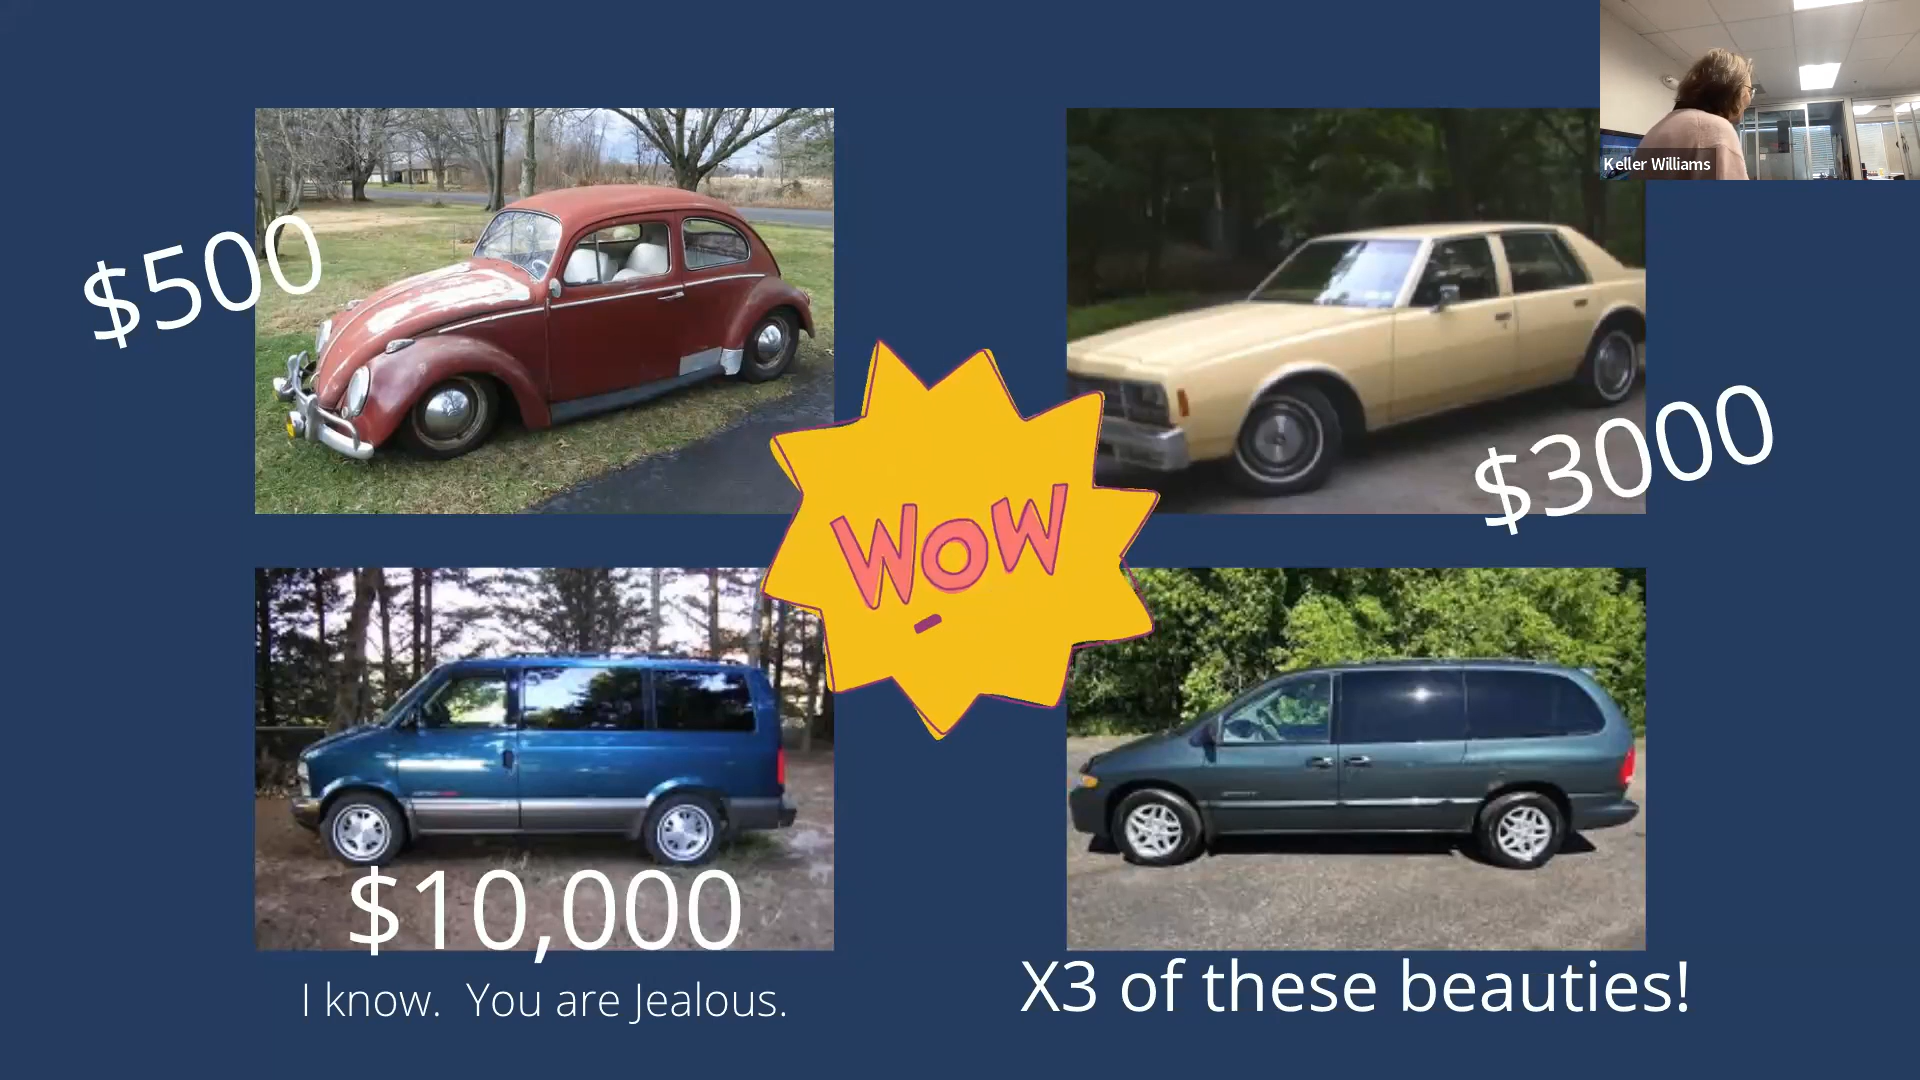 Keller Williams
$500
$3000
WOW
$10,000
I know. You are Jealous.
X3 of these beauties!